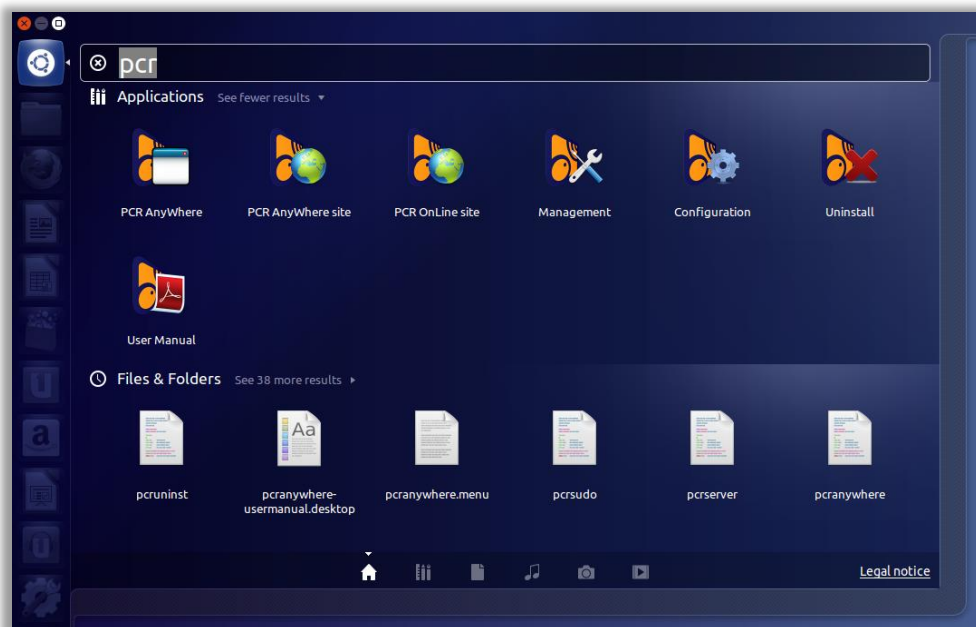 pcr
Applications See fewer results
PCR AnyWhere PCR AnyWhere site PCR OnLine site Management Configuration Uninstall
User Manual
Files & Folders See 38 more results
pcruninst pcranywhere- pcranywhere.menu pcrsudo pcrserver pcranywhere
usermanual.desktop
Aa
Legal notice